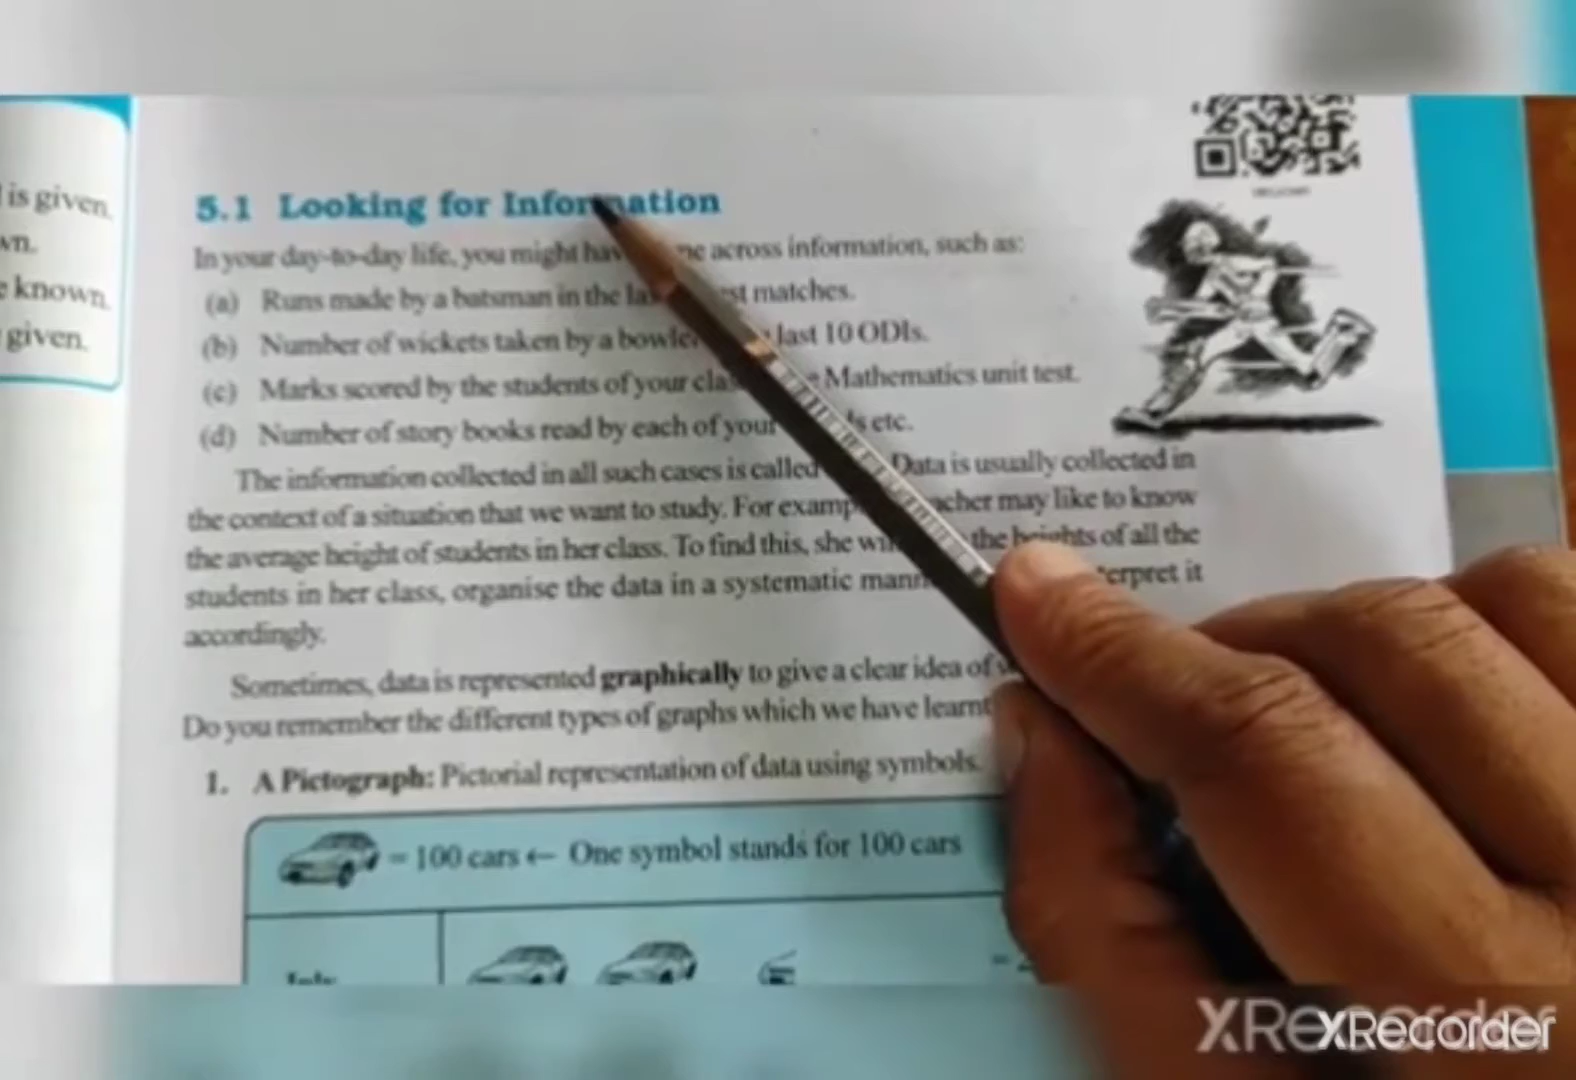 is given.
wn.
e known.
given.
5.1 Looking for Information
In your day-to-day life, you might hav ne across information, such as:
(a) Runs made by a batsman in the la st matches.
(b) Number of wickets taken by a bowler last 10 ODIs.
(c) Marks scored by the students of your cla Mathematics unit test.
(d) Number of story books read by each of your ds etc.
The information collected in all such cases is called Data is usually collected in
the context of a situation that we want to study. For examp acher may like to know
the average height of students in her class. To find this, she wi the heights of all the
students in her class, organise the data in a systematic mann terpret it
accordingly.
Sometimes, data is represented graphically to give a clear idea of w
Do you remember the different types of graphs which we have learnt
1. A Pictograph: Pictorial representation of data using symbols.
= 100 cars ← One symbol stands for 100 cars
July
=
XRecorder